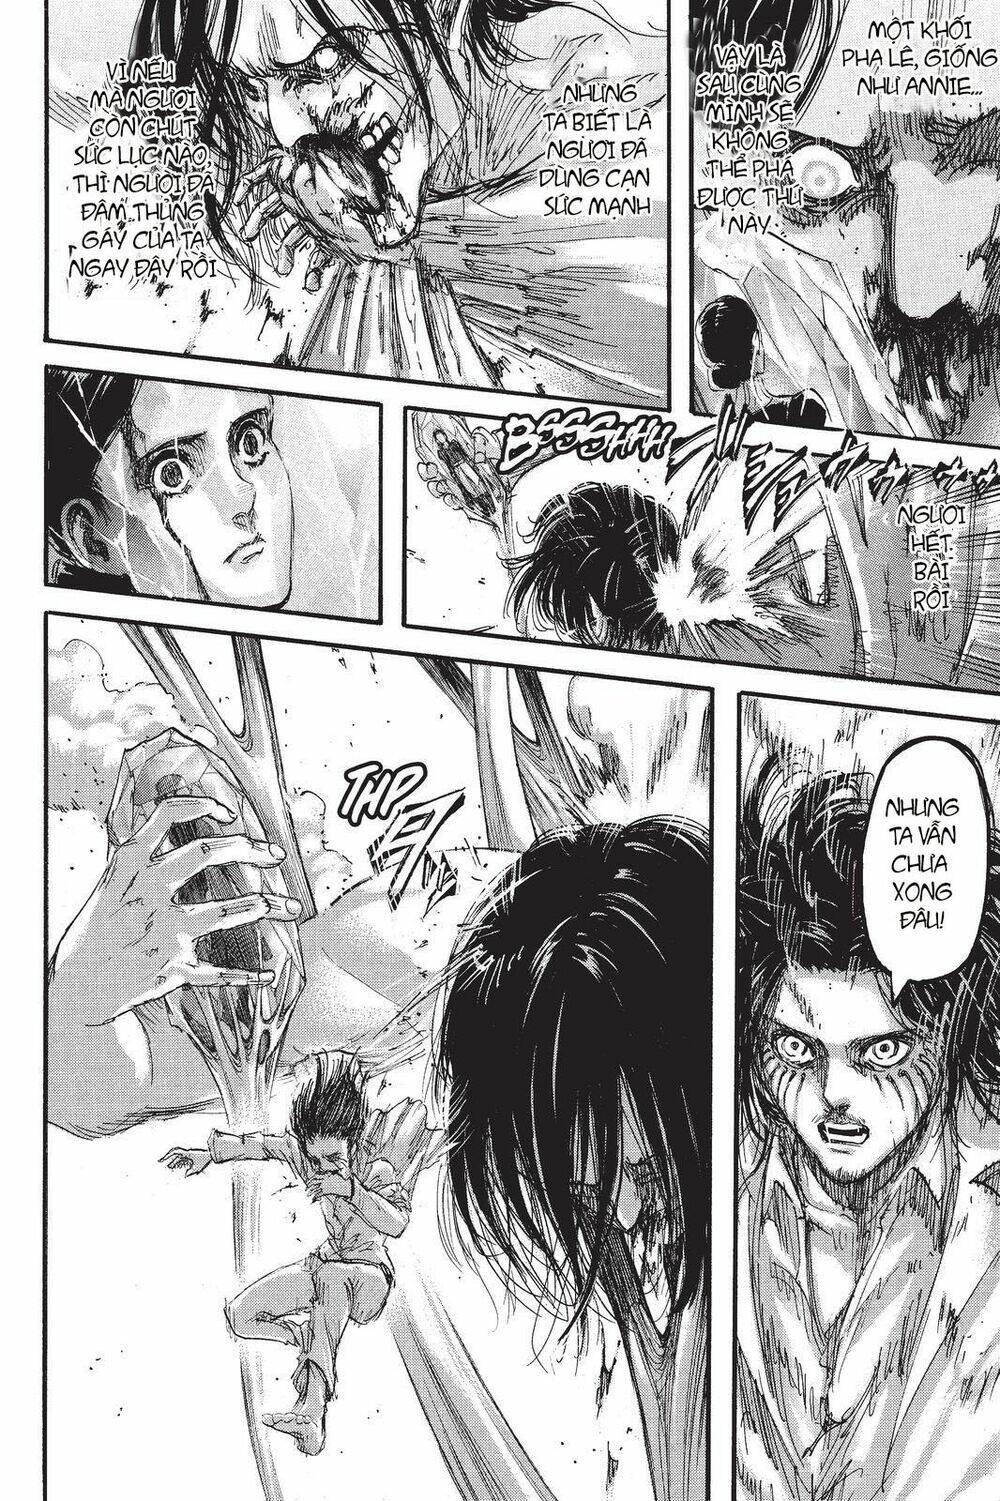 MỘT KHỐI
PHA LÊ, GIỐNG
NHƯ ANNIE...
VẬY LÀ
SAU CÙNG
MÌNH SẼ
KHÔNG
THỂ PHÁ
ĐƯỢC THỨ
NÀY
NHƯNG
TA BIẾT LÀ
NGƯƠI ĐÃ
DÙNG CẠN
SỨC MẠNH
VÌ NẾU
MÀ NGƯƠI
CÒN CHÚT
SỨC LỰC NÀO,
THÌ NGƯƠI ĐÃ
ĐÂM THỦNG
GÁY CỦA TA
NGAY ĐÂY RỒI
NGƯƠI
HẾT
BÀI
RỒI
BSSSHHH
NHƯNG
TA VẪN
CHƯA
XONG
ĐÂU!
THP